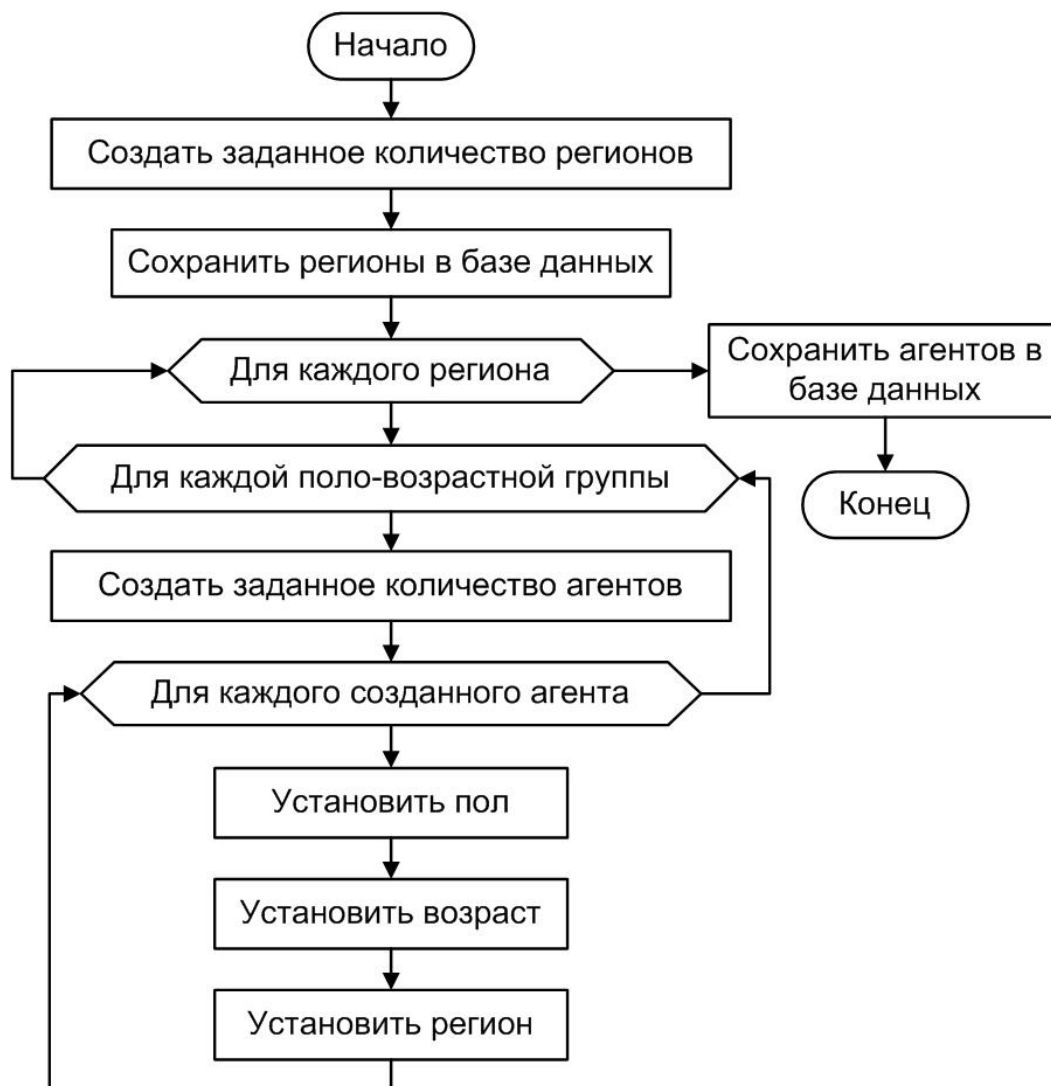 Начало
Создать заданное количество регионов
Сохранить регионы в базе данных
Для каждого региона
Сохранить агентов в
базе данных
Для каждой поло-возрастной группы
Конец
Создать заданное количество агентов
Для каждого созданного агента
Установить пол
Установить возраст
Установить регион